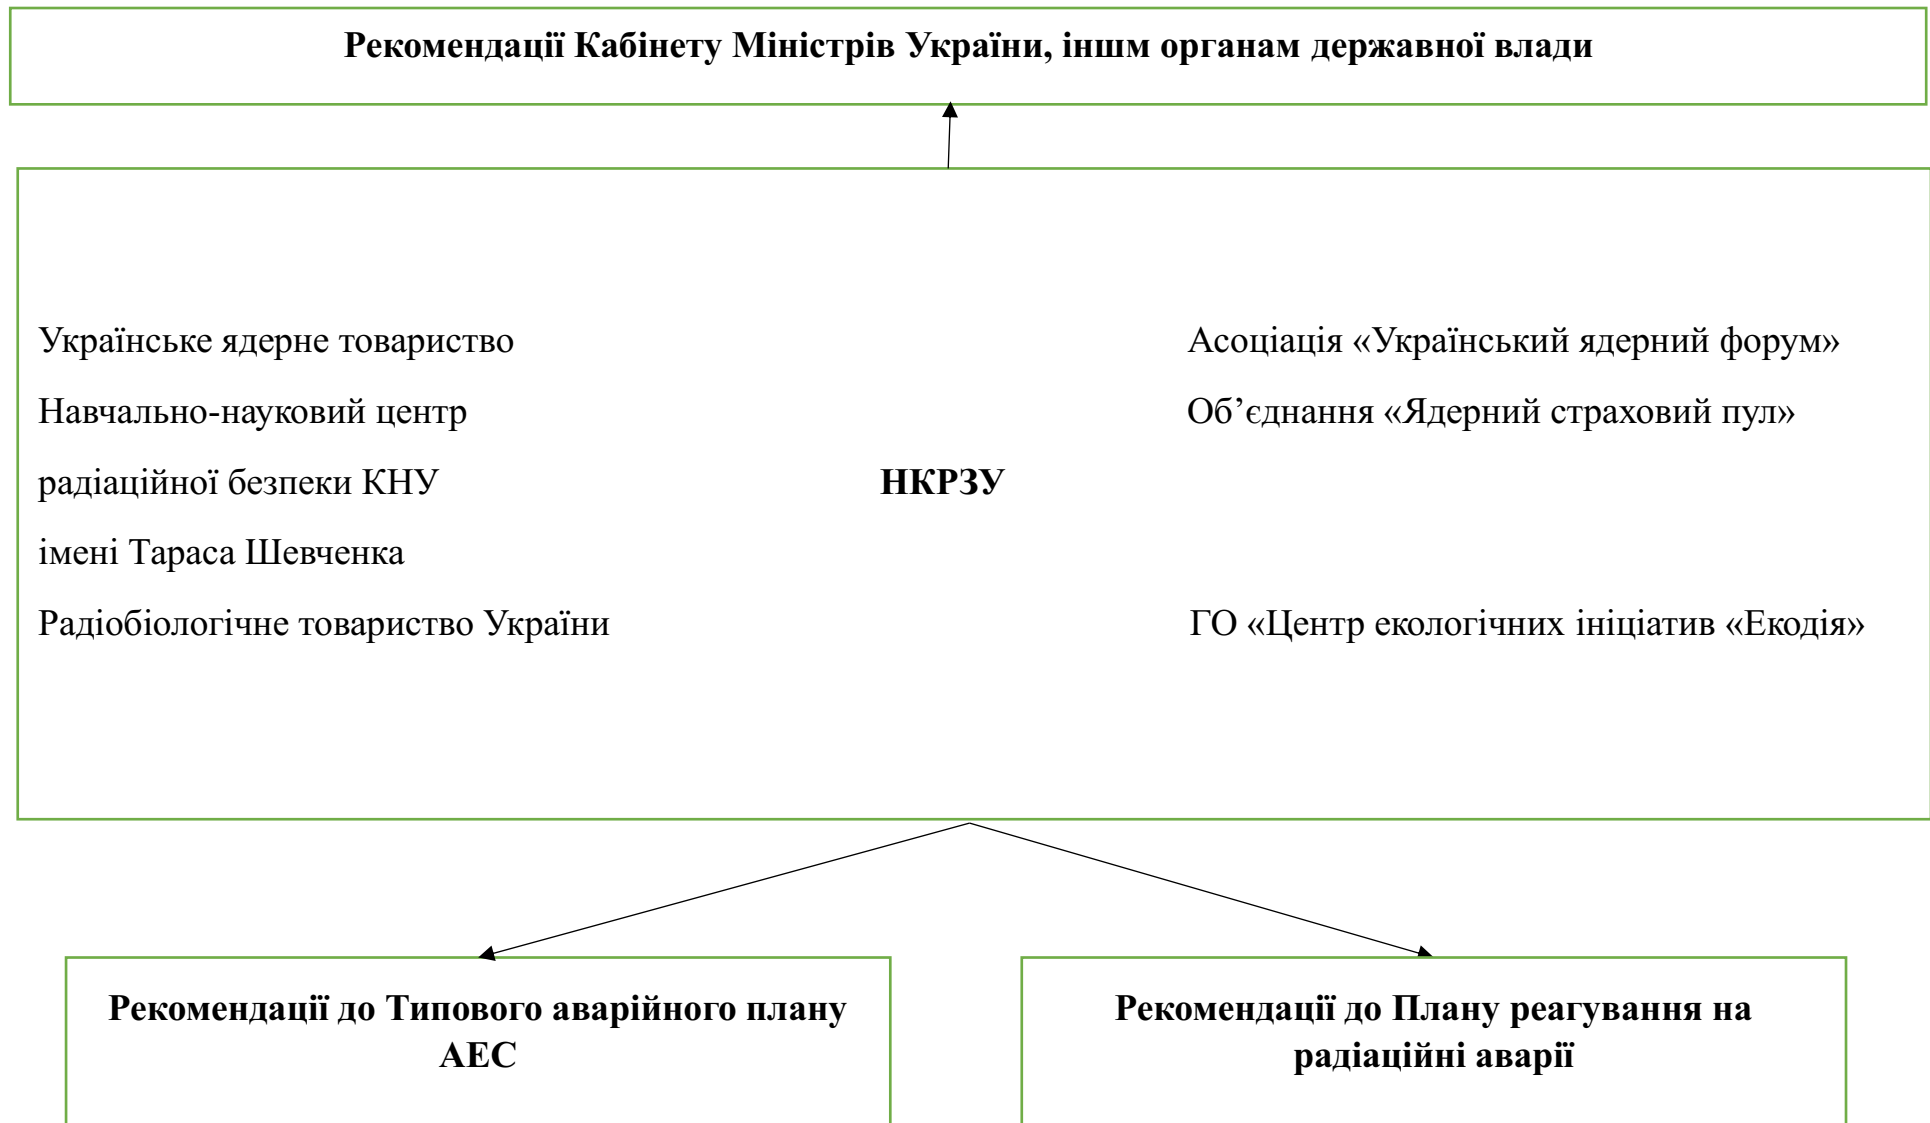 Рекомендації Кабінету Міністрів України, іншм органам державної влади
Українське ядерне товариство
Навчально-науковий центр
радіаційної безпеки КНУ
імені Тараса Шевченка
Радіобіологічне товариство України
НКРЗУ
Асоціація «Український ядерний форум»
Об’єднання «Ядерний страховий пул»
ГО «Центр екологічних ініціатив «Екодія»
Рекомендації до Типового аварійного плану
АЕС
Рекомендації до Плану реагування на
радіаційні аварії